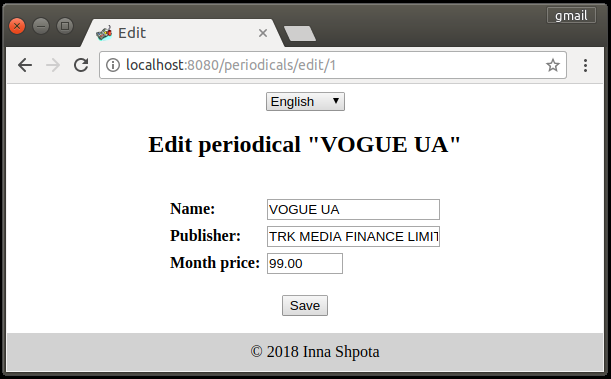 gmail
Edit
localhost:8080/periodicals/edit/1
English
Edit periodical "VOGUE UA"
Name: VOGUE UA
Publisher: TRK MEDIA FINANCE LIMIT
Month price: 99.00
Save
© 2018 Inna Shpota